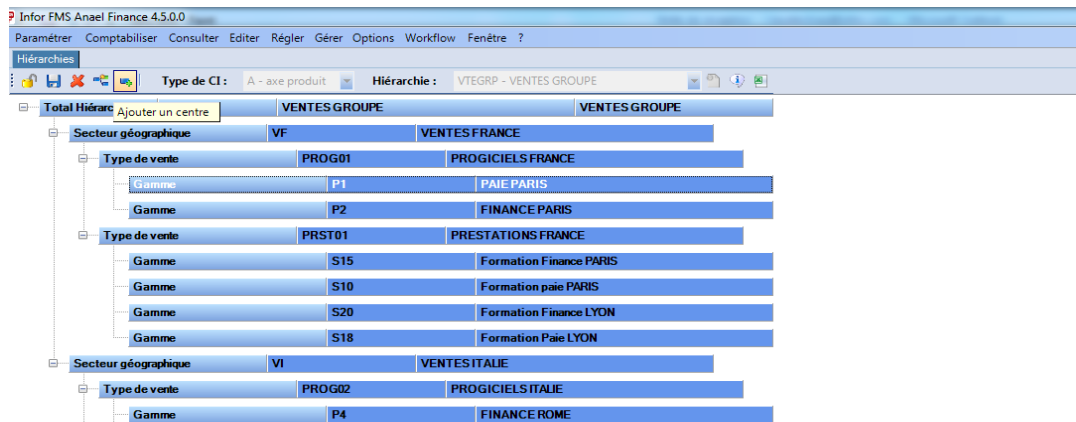 Infor FMS Anael Finance 4.5.0.0
Paramétrer Comptabiliser Consulter Editer Régler Gérer Options Workflow Fenêtre ?
Hiérarchies
Type de CI : A - axe produit Hiérarchie : VTEGRP - VENTES GROUPE
Total Hiérarc VENTES GROUPE VENTES GROUPE
Ajouter un centre
Secteur géographique VF VENTES FRANCE
Type de vente PROG01 PROGICIELS FRANCE
Gamme P1 PAIE PARIS
Gamme P2 FINANCE PARIS
Type de vente PRST01 PRESTATIONS FRANCE
Gamme S15 Formation Finance PARIS
Gamme S10 Formation paie PARIS
Gamme S20 Formation Finance LYON
Gamme S18 Formation Paie LYON
Secteur géographique VI VENTES ITALIE
Type de vente PROG02 PROGICIELS ITALIE
Gamme P4 FINANCE ROME